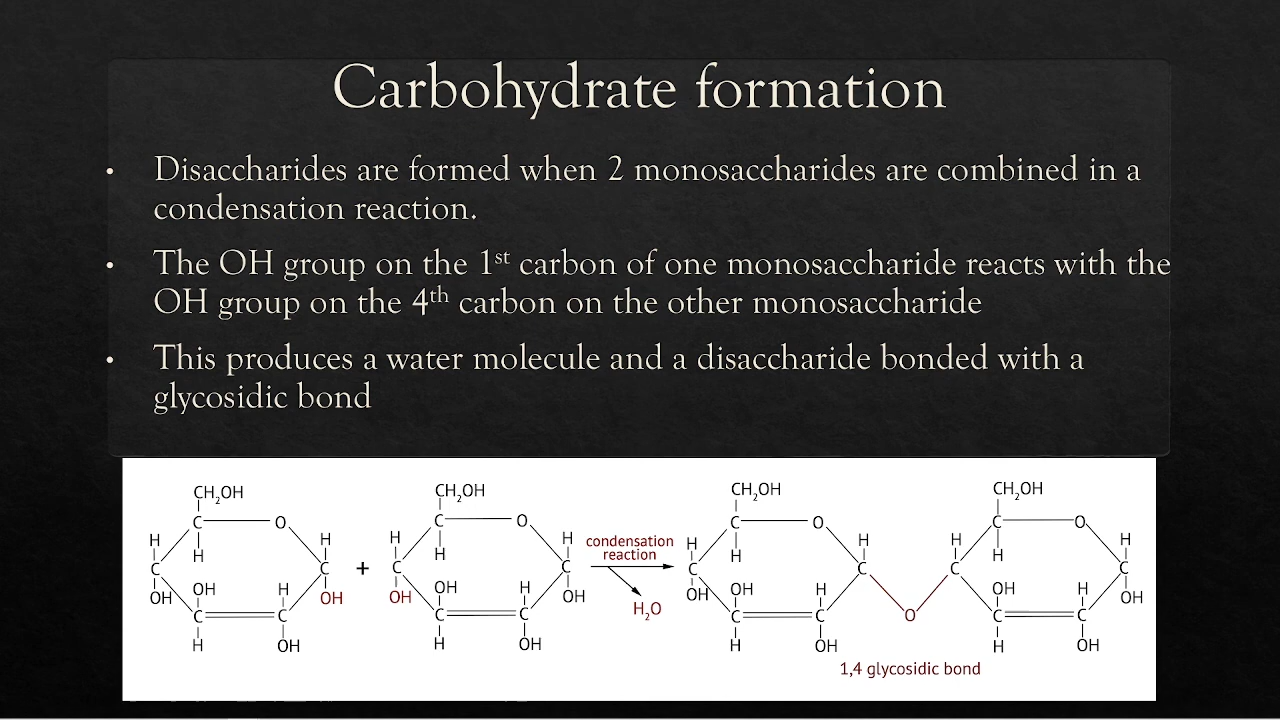 Carbohydrate formation
• Disaccharides are formed when 2 monosaccharides are combined in a
condensation reaction.
• The OH group on the 1st carbon of one monosaccharide reacts with the
OH group on the 4th carbon on the other monosaccharide
• This produces a water molecule and a disaccharide bonded with a
glycosidic bond
CH₂OH CH₂OH CH₂OH CH₂OH
C O C O C O C O
H H H H H H H H H H H H
C C + C C condensation C C C C
reaction
OH OH H OH OH OH H OH OH OH H OH H OH
H₂O
C C C C C C O C C
H OH H OH H OH H OH
1,4 glycosidic bond